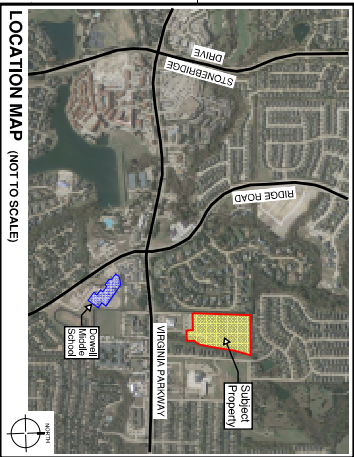 STONEBRIDGE
DRIVE
RIDGE ROAD
VIRGINIA PARKWAY
Subject
Property
Dowell
Middle
School
NORTH
LOCATION MAP (NOT TO SCALE)